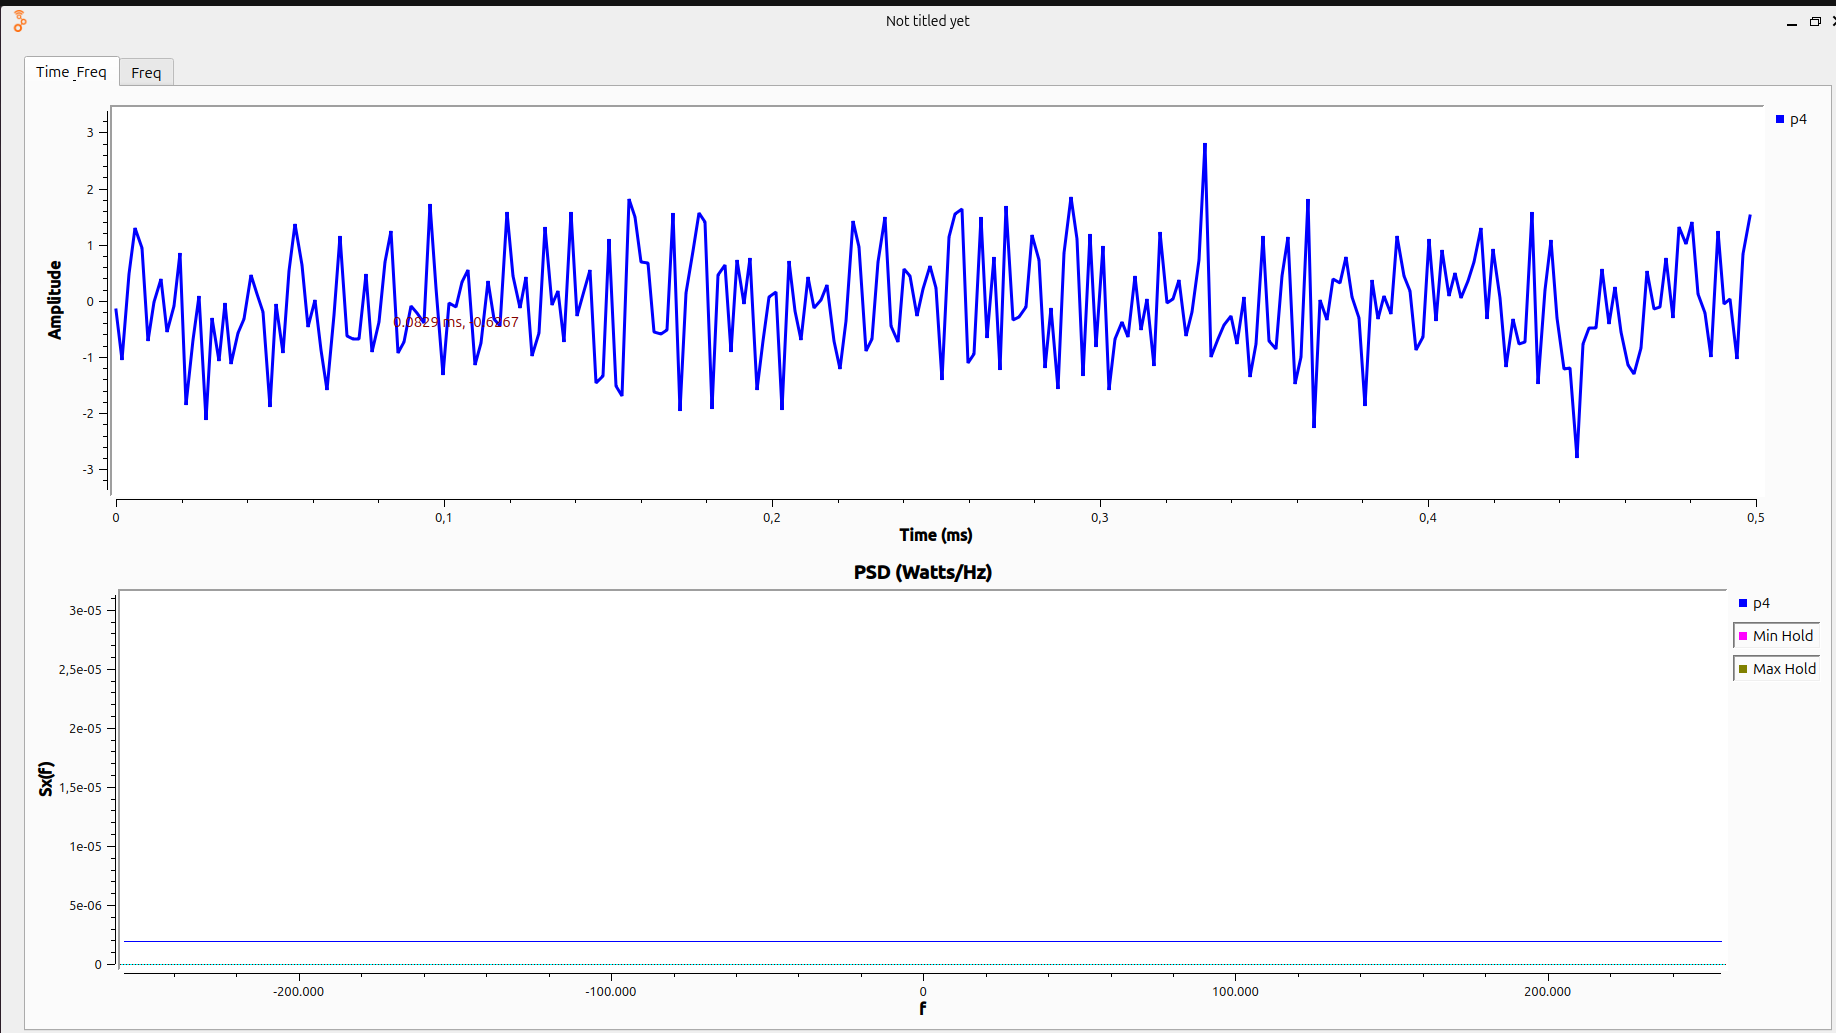 Not titled yet
Time_Freq
Freq
Amplitude
3
2
1
0
-1
-2
-3
p4
0.0829 ms, -0.6267
0
0,1
0,2
0,3
0,4
0,5
Time (ms)
PSD (Watts/Hz)
Sx(f)
3e-05
2,5e-05
2e-05
1,5e-05
1e-05
5e-06
0
p4
Min Hold
Max Hold
-200.000
-100.000
0
100.000
200.000
f